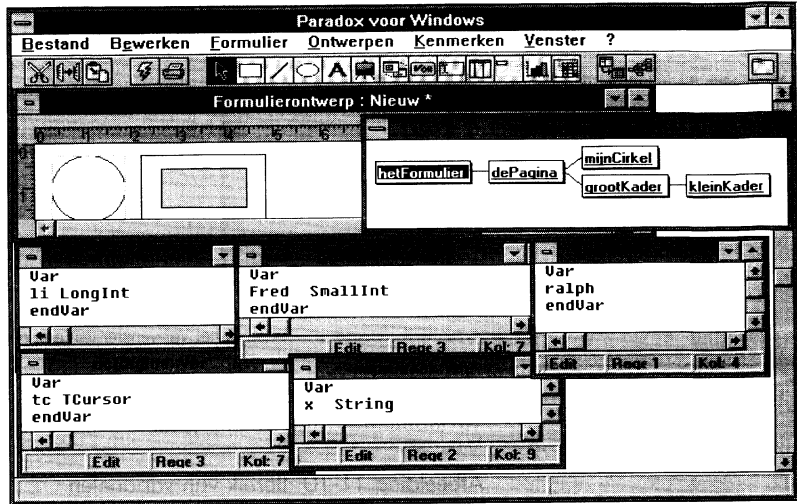 Paradox voor Windows
Bestand Bewerken Formulier Ontwerpen Kenmerken Venster ?
Formulierontwerp : Nieuw *
hetFormulier dePagina mijnCirkel
grootKader kleinKader
Var
li LongInt
endVar
Var
Fred SmallInt
endVar
Edit Rege 3 Kol: 7
Var
ralph
endVar
Edit Rege 1 Kol: 4
Var
tc TCursor
endVar
Edit Rege 3 Kol: 7
Var
x String
Edit Rege 2 Kol: 9